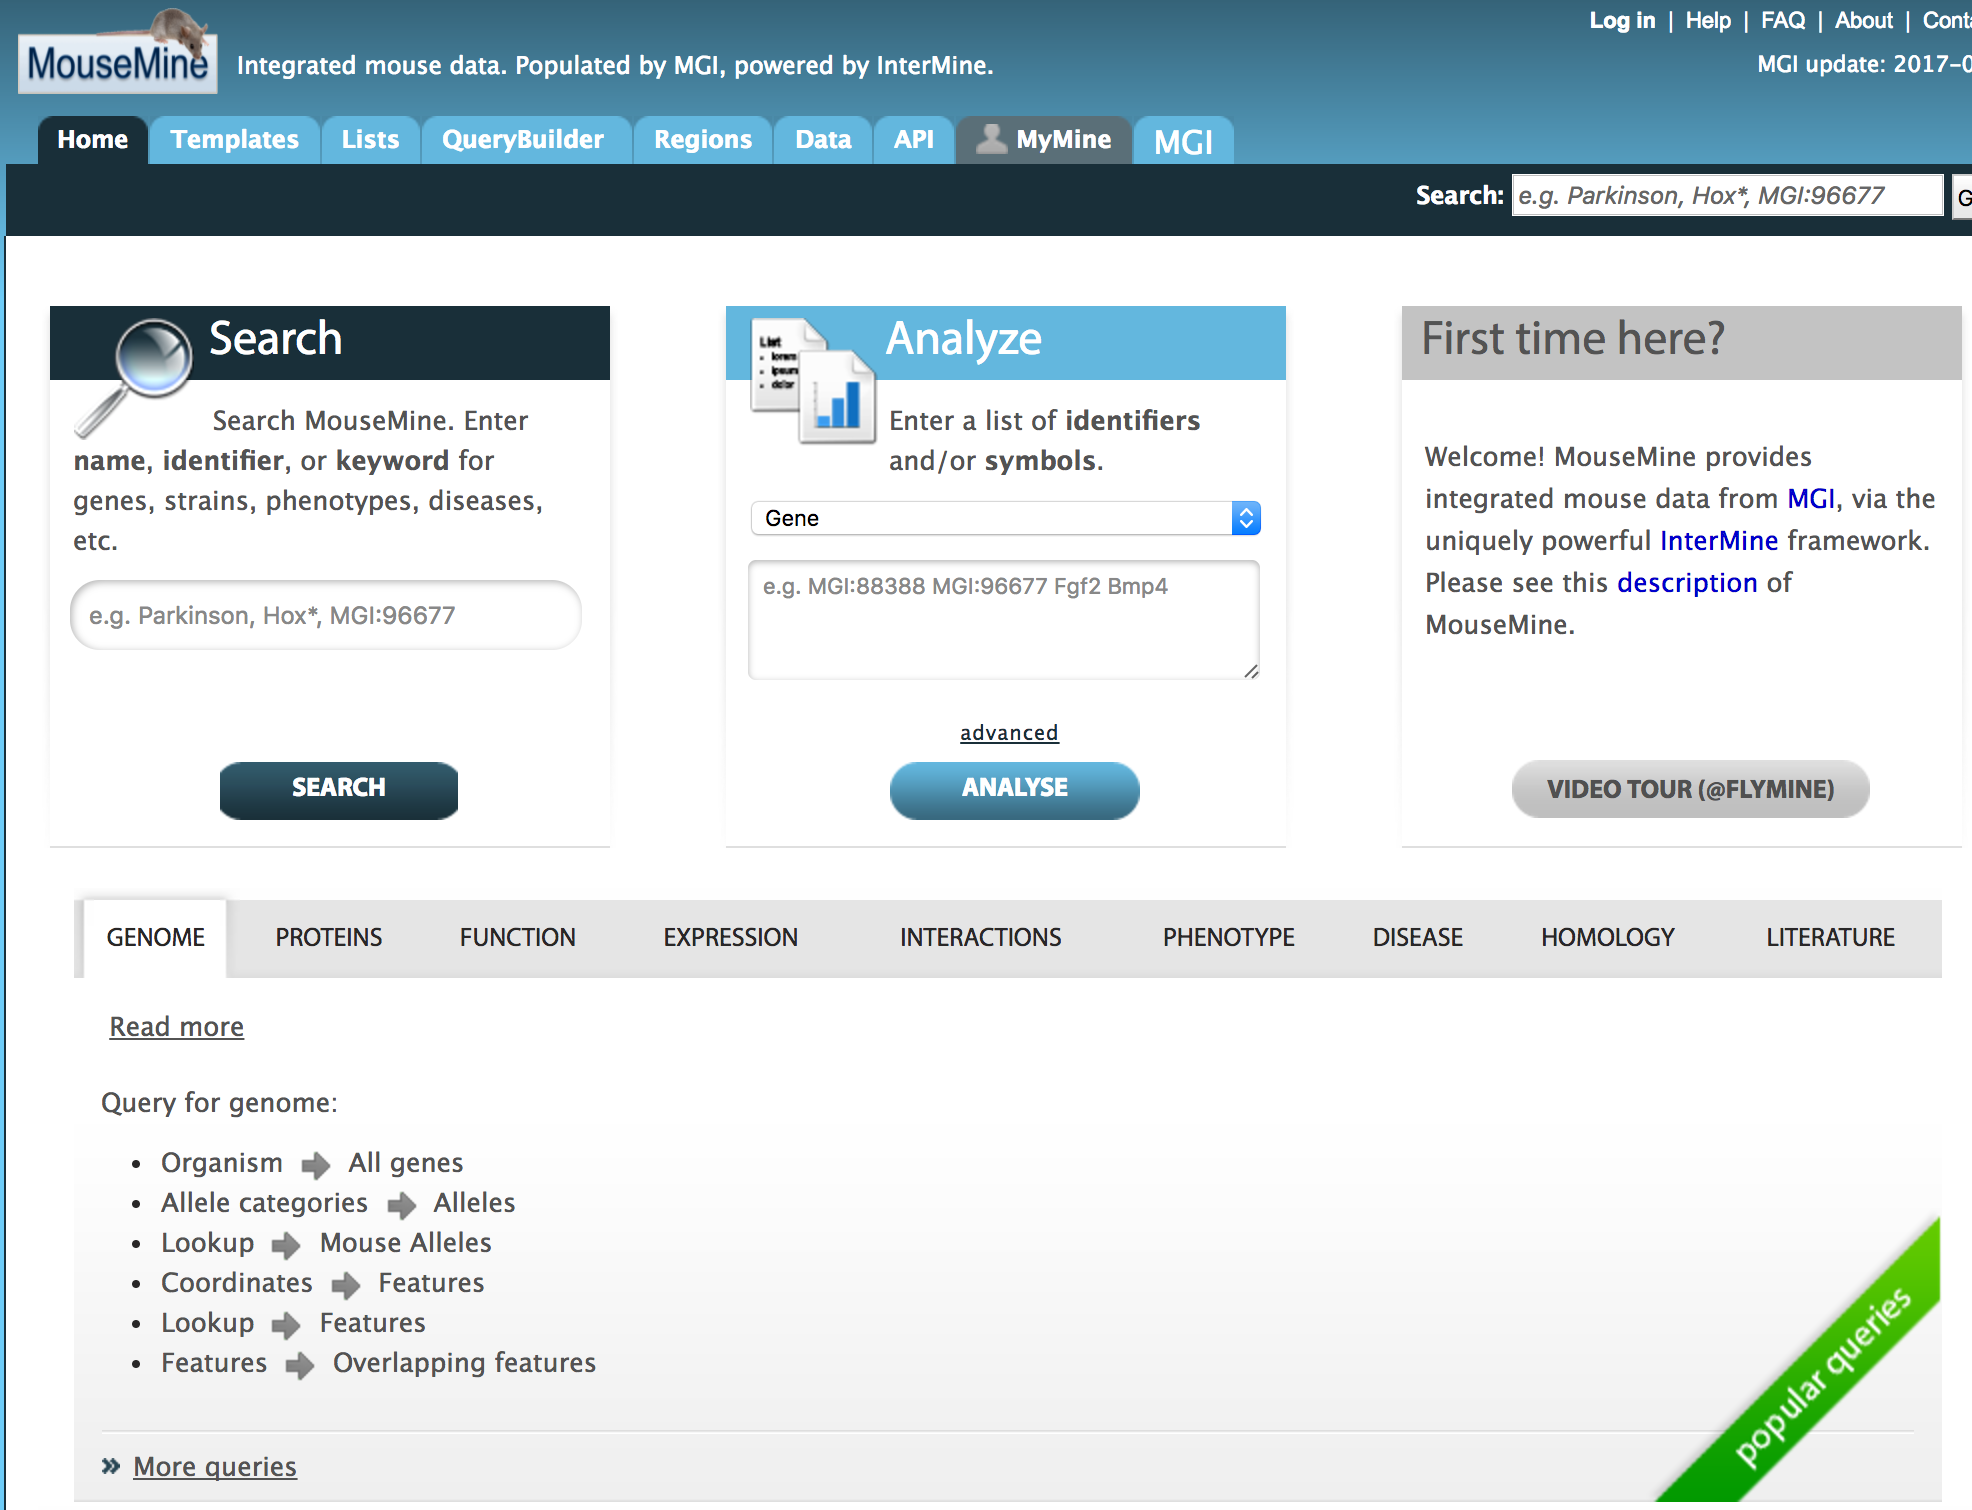 Log in | Help | FAQ | About |
MouseMine
Integrated mouse data. Populated by MGI, powered by InterMine.
MGI update: 2017-0
Home
Templates
Lists
QueryBuilder
Regions
Data
API
MyMine
MGI
Search:
e.g. Parkinson, Hox*, MGI:96677
G
Search
Search MouseMine. Enter
name, identifier, or keyword for
genes, strains, phenotypes, diseases,
etc.
e.g. Parkinson, Hox*, MGI:96677
SEARCH
List
lorem
ipsum
dolor
Analyze
Enter a list of identifiers
and/or symbols.
Gene
e.g. MGI:88388 MGI:96677 Fgf2 Bmp4
advanced
ANALYSE
First time here?
Welcome! MouseMine provides
integrated mouse data from MGI, via the
uniquely powerful InterMine framework.
Please see this description of
MouseMine.
VIDEO TOUR (@FLYMINE)
GENOME
PROTEINS
FUNCTION
EXPRESSION
INTERACTIONS
PHENOTYPE
DISEASE
HOMOLOGY
LITERATURE
Read more
Query for genome:
• Organism All genes
• Allele categories Alleles
• Lookup Mouse Alleles
• Coordinates Features
• Lookup Features
• Features Overlapping features
» More queries
popular queries